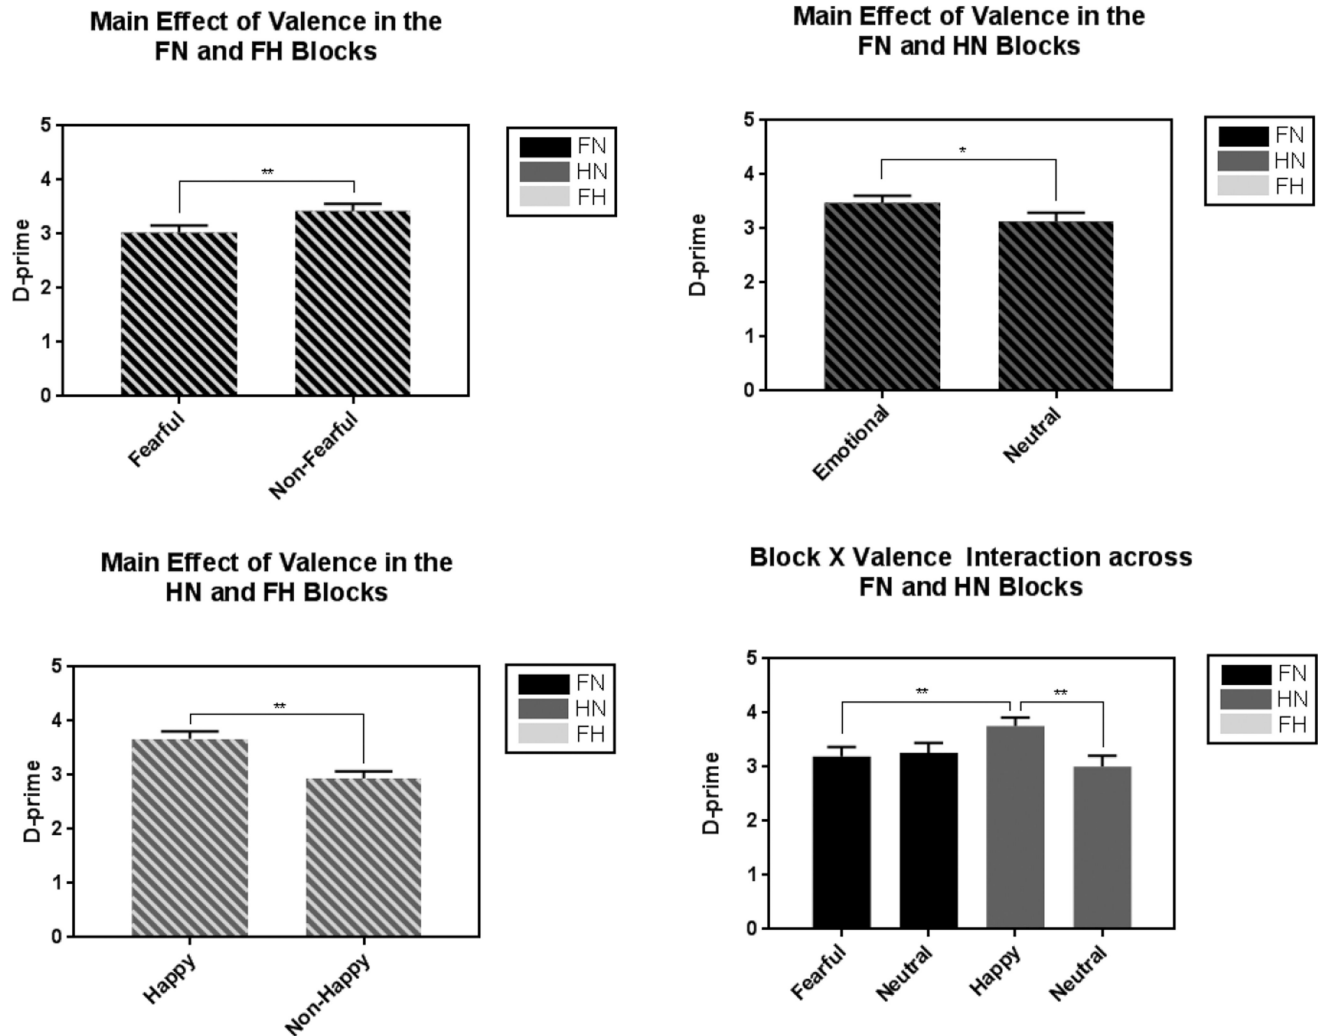 Main Effect of Valence in the
FN and FH Blocks
5
4
3
2
1
0
D-prime
**
Fearful
Non-Fearful
FN
HN
FH
Main Effect of Valence in the
FN and HN Blocks
5
4
3
2
1
0
D-prime
*
Emotional
Neutral
FN
HN
FH
Main Effect of Valence in the
HN and FH Blocks
5
4
3
2
1
0
D-prime
**
Happy
Non-Happy
FN
HN
FH
Block X Valence Interaction across
FN and HN Blocks
5
4
3
2
1
0
D-prime
**
**
Fearful
Neutral
Happy
Neutral
FN
HN
FH